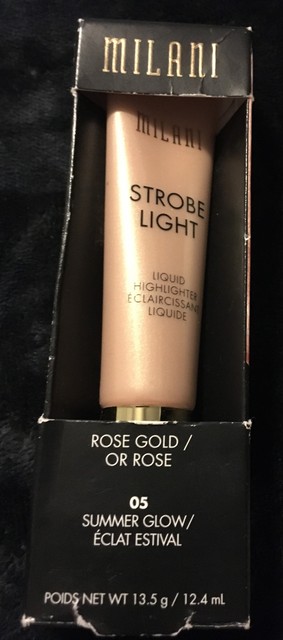 MILANI
MILANI
STROBE
LIGHT
LIQUID
HIGHLIGHTER
ÉCLAIRCISSANT
LIQUIDE
ROSE GOLD /
OR ROSE
05
SUMMER GLOW/
ÉCLAT ESTIVAL
POIDS NET WT 13.5 g / 12.4 mL